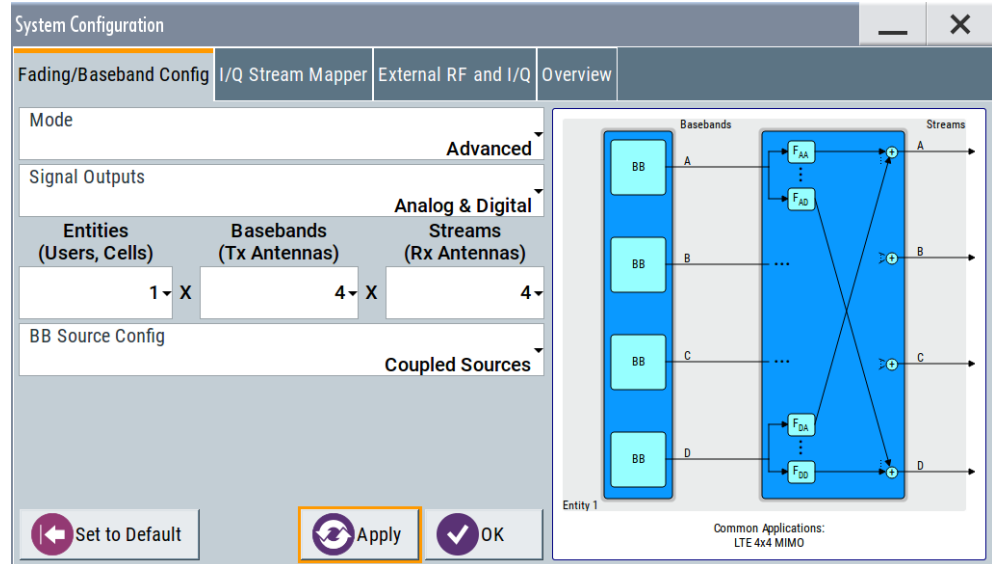 System Configuration
Fading/Baseband Config I/Q Stream Mapper External RF and I/Q Overview
Mode
Advanced
Signal Outputs
Analog & Digital
Entities (Users, Cells)
Basebands (Tx Antennas)
Streams (Rx Antennas)
1 X 4 X 4
BB Source Config
Coupled Sources
Set to Default
Apply
OK
Basebands Streams
BB A FAA A
FAD
BB B ... B
BB C ... C
FDA
BB D FDD D
Entity 1
Common Applications:
LTE 4x4 MIMO